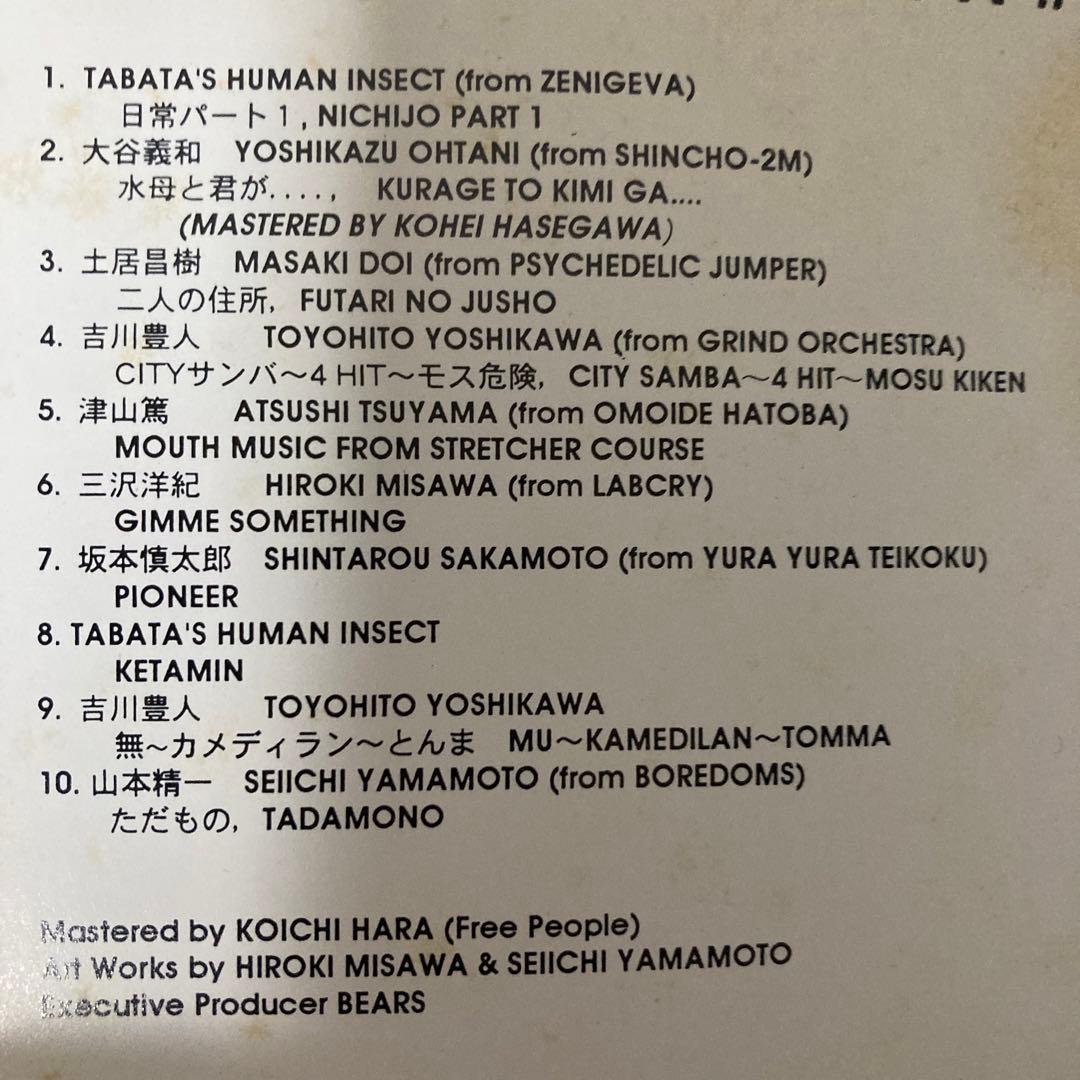 1. TABATA'S HUMAN INSECT (from ZENIGEVA)
日常パート1, NICHIJO PART 1
2. 大谷義和 YOSHIKAZU OHTANI (from SHINCHO-2M)
水母と君が...., KURAGE TO KIMI GA....
(MASTERED BY KOHEI HASEGAWA)
3. 土居昌樹 MASAKI DOI (from PSYCHEDELIC JUMPER)
二人の住所, FUTARI NO JUSHO
4. 吉川豊人 TOYOHITO YOSHIKAWA (from GRIND ORCHESTRA)
CITYサンバ〜4 HIT〜モス危険, CITY SAMBA〜4 HIT〜MOSU KIKEN
5. 津山篤 ATSUSHI TSUYAMA (from OMOIDE HATOBA)
MOUTH MUSIC FROM STRETCHER COURSE
6. 三沢洋紀 HIROKI MISAWA (from LABCRY)
GIMME SOMETHING
7. 坂本慎太郎 SHINTAROU SAKAMOTO (from YURA YURA TEIKOKU)
PIONEER
8. TABATA'S HUMAN INSECT
KETAMIN
9. 吉川豊人 TOYOHITO YOSHIKAWA
無〜カメディラン〜とんま MU〜KAMEDILAN〜TOMMA
10. 山本精一 SEIICHI YAMAMOTO (from BOREDOMS)
ただもの, TADAMONO
Mastered by KOICHI HARA (Free People)
Art Works by HIROKI MISAWA & SEIICHI YAMAMOTO
Executive Producer BEARS